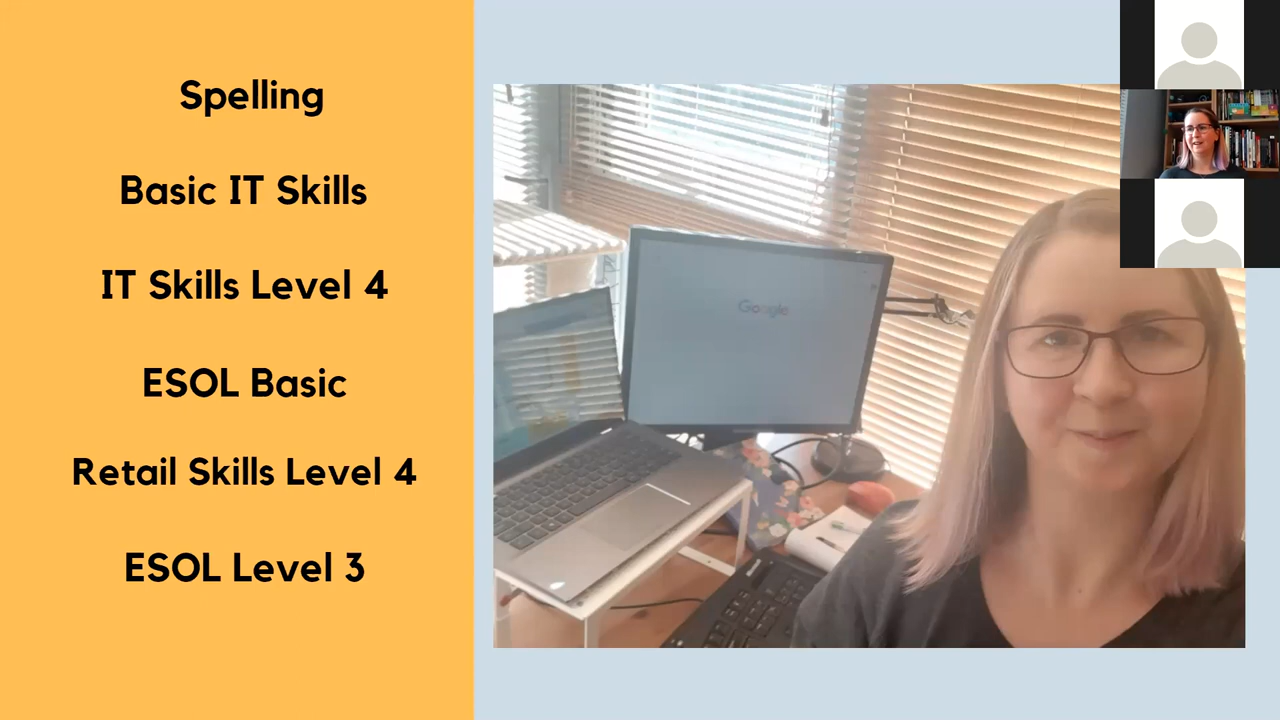 Spelling
Basic IT Skills
IT Skills Level 4
ESOL Basic
Retail Skills Level 4
ESOL Level 3
Google